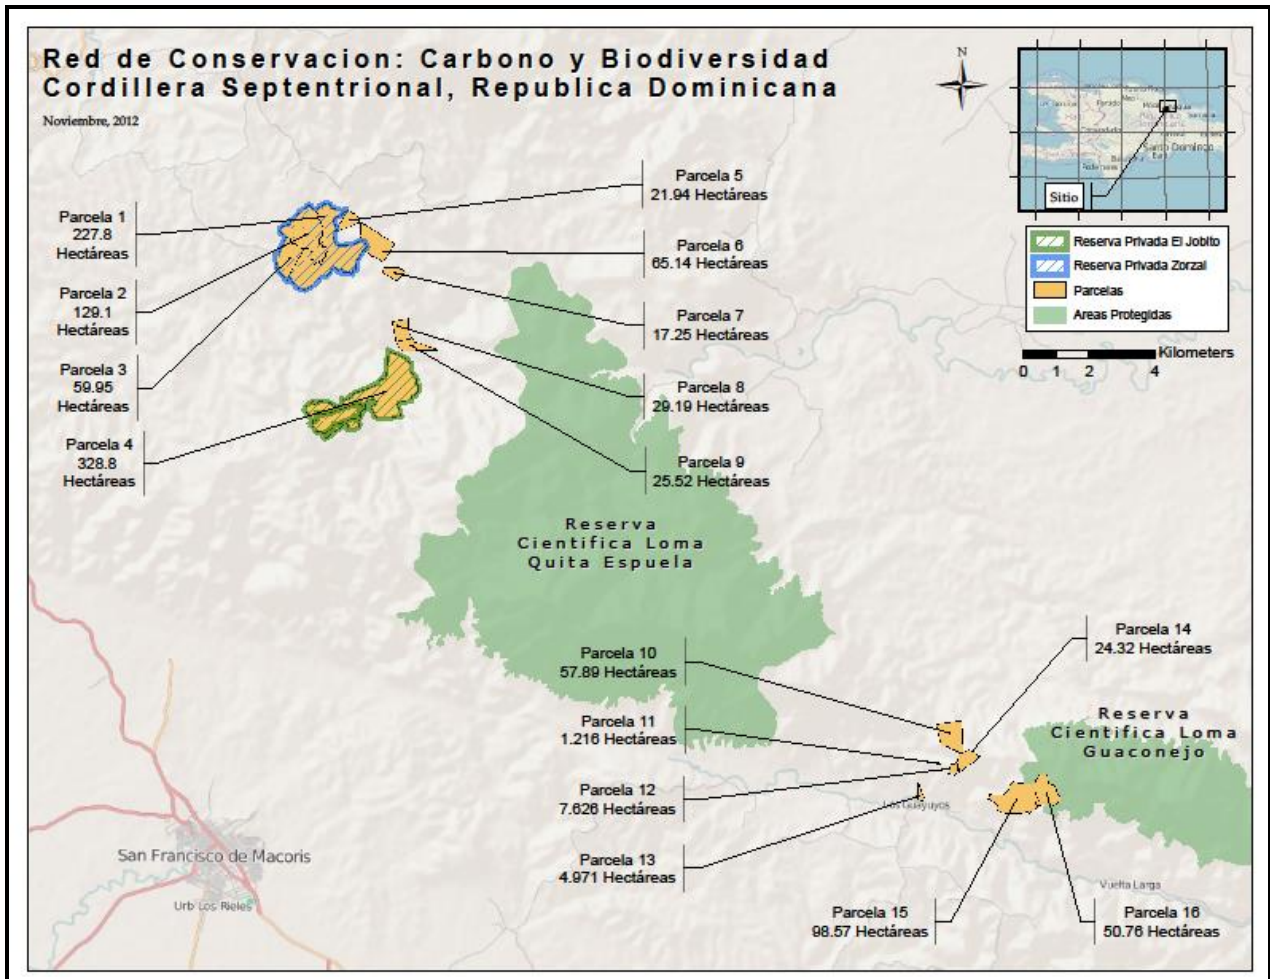 Red de Conservacion: Carbono y Biodiversidad
Cordillera Septentrional, Republica Dominicana
Noviembre, 2012
N
Santo Domingo
Sitio
Reserva Privada El Jobito
Reserva Privada Zorzal
Parcelas
Areas Protegidas
Kilometers
0 1 2 4
Parcela 1
227.8
Hectáreas
Parcela 2
129.1
Hectáreas
Parcela 3
59.95
Hectáreas
Parcela 4
328.8
Hectáreas
Parcela 5
21.94 Hectáreas
Parcela 6
65.14 Hectáreas
Parcela 7
17.25 Hectáreas
Parcela 8
29.19 Hectáreas
Parcela 9
25.52 Hectáreas
Reserva
Cientifica Loma
Quita Espuela
Parcela 10
57.89 Hectáreas
Parcela 11
1.216 Hectáreas
Parcela 12
7.626 Hectáreas
Parcela 13
4.971 Hectáreas
Parcela 14
24.32 Hectáreas
Reserva
Cientifica Loma
Guaconejo
Los Guayuyos
San Francisco de Macoris
Urb Los Rieles
Vuelta Larga
Parcela 15
98.57 Hectáreas
Parcela 16
50.76 Hectáreas